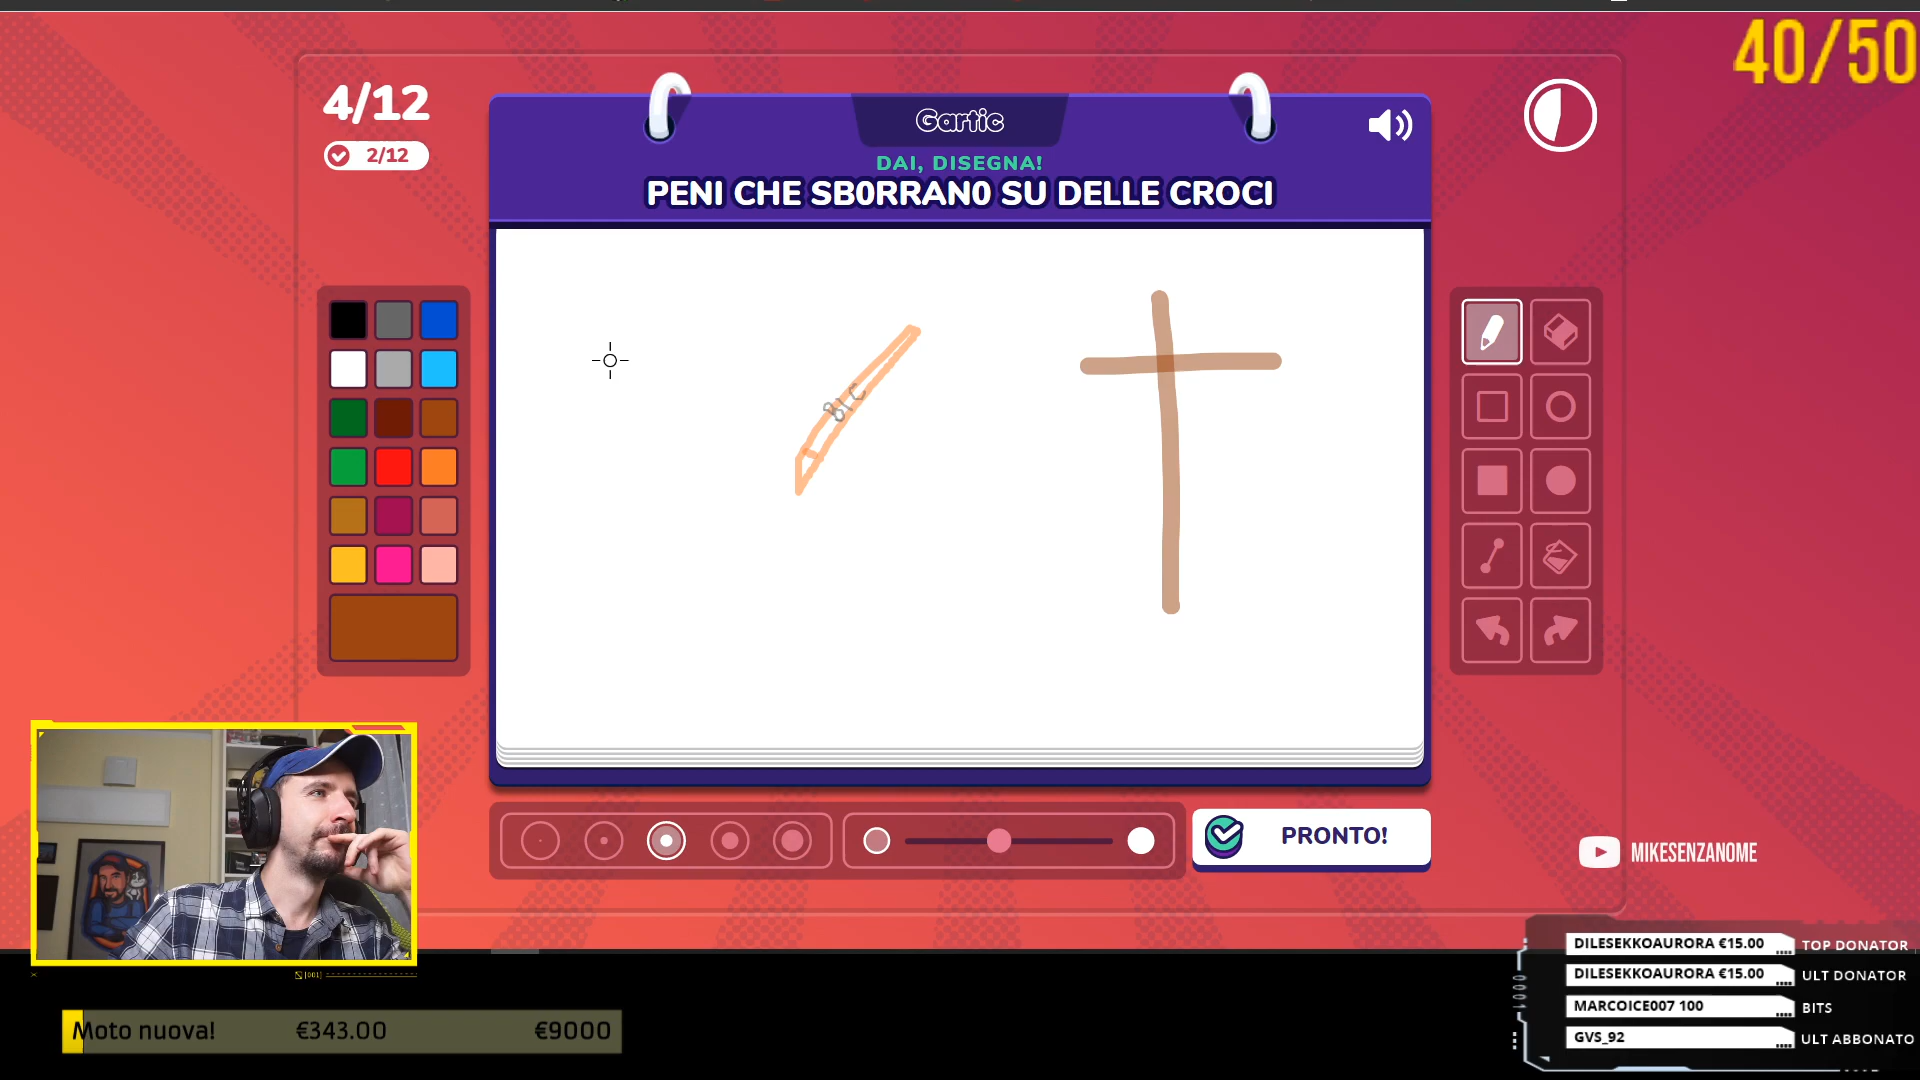 40/50
4/12
2/12
Gartic
DAI, DISEGNA!
PENI CHE SB0RRAN0 SU DELLE CROCI
BIC
PRONTO!
MIKESENZANOME
[001]
Moto nuova! €343.00 €9000
DILESEKKOAURORA €15.00 TOP DONATOR
DILESEKKOAURORA €15.00 ULT DONATOR
MARCOICE007 100 BITS
GVS_92 ULT ABBONATO